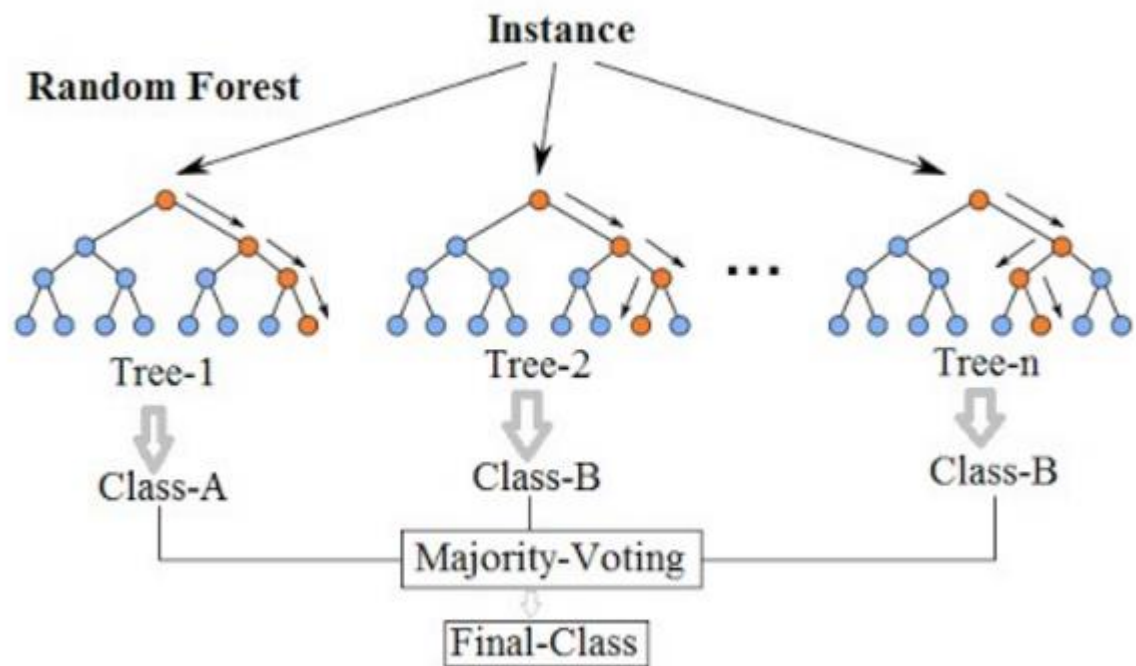 Instance
Random Forest
...
Tree-1
Tree-2
Tree-n
Class-A
Class-B
Class-B
Majority-Voting
Final-Class